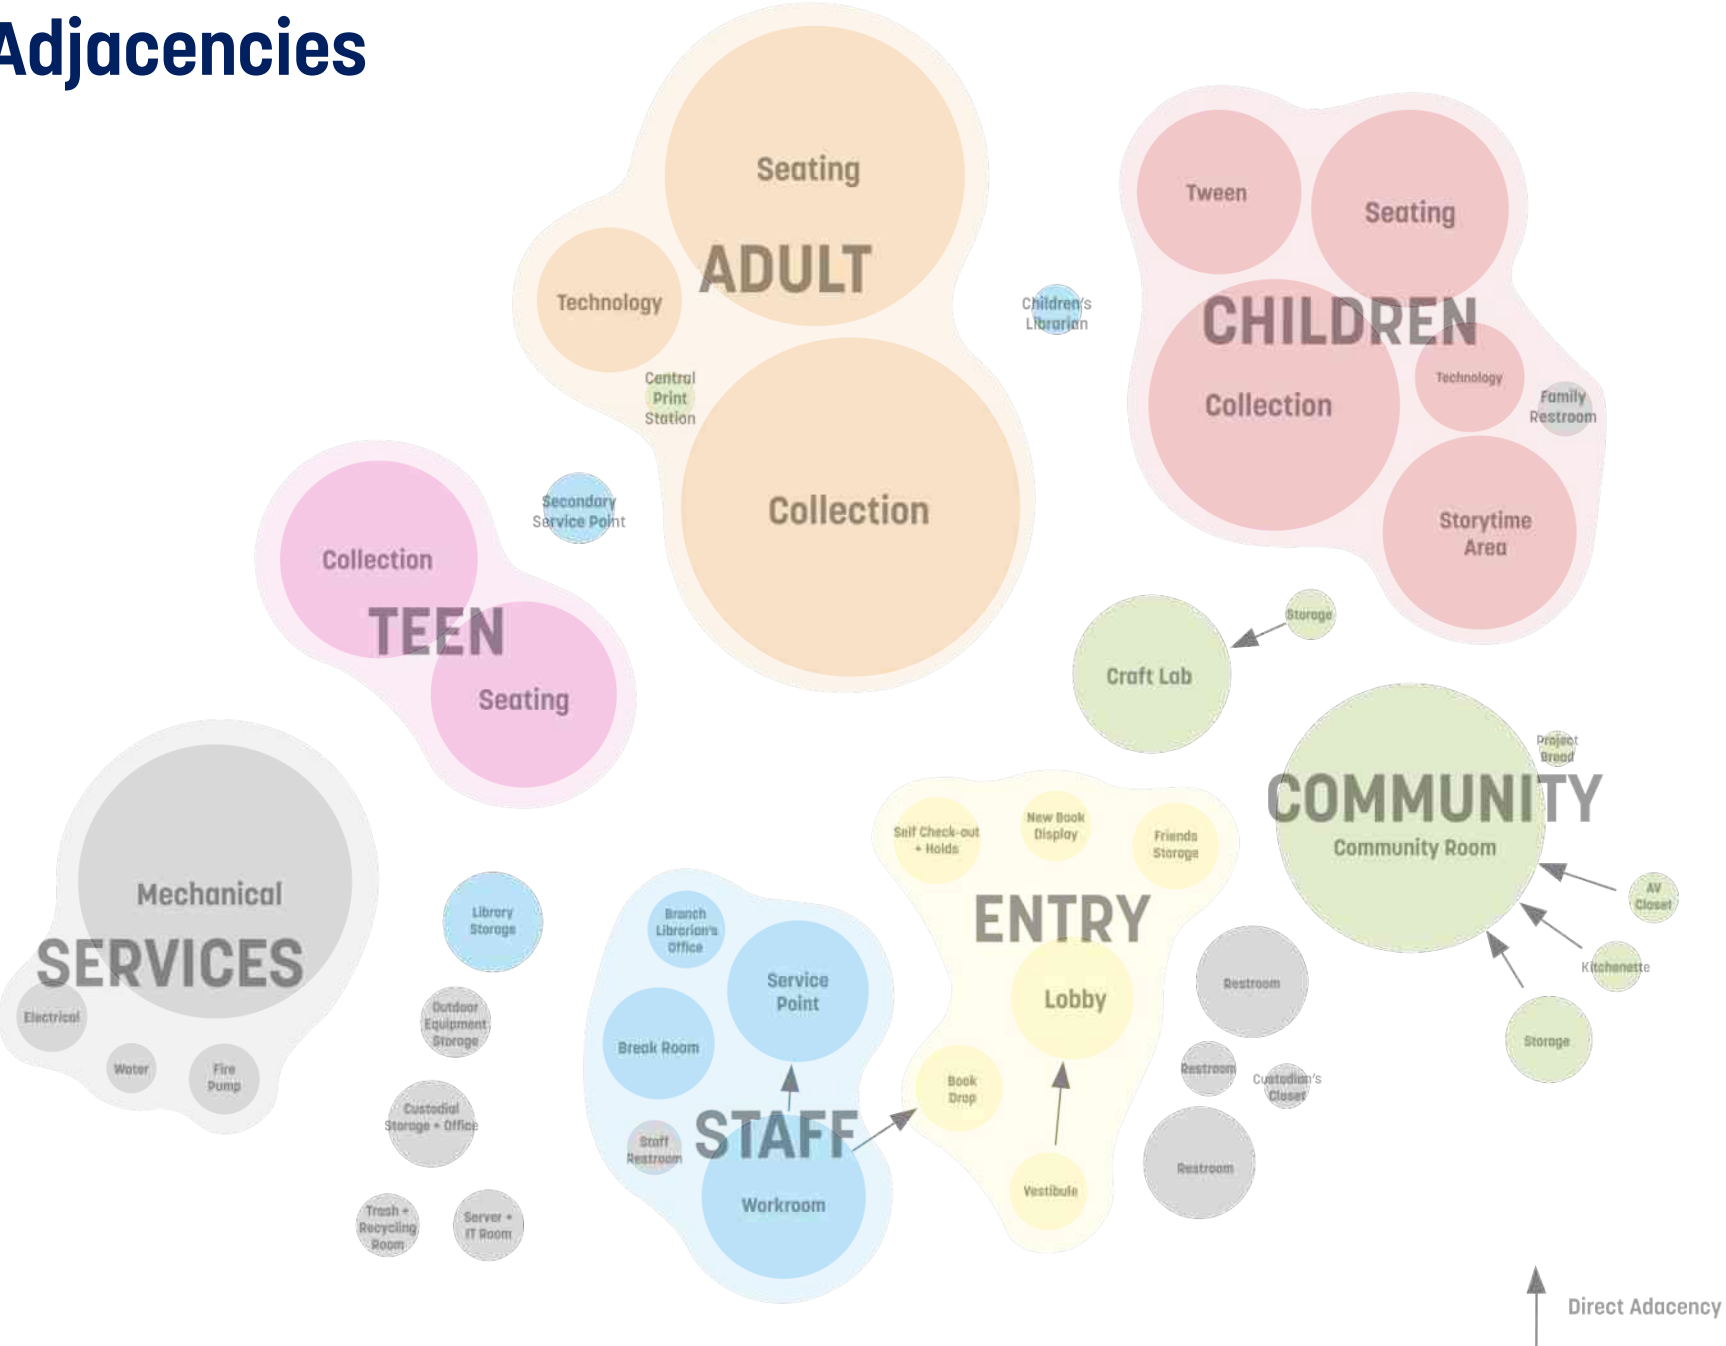 Adjacencies
Seating
ADULT
Technology
Central
Print
Station
Collection
Tween
Seating
CHILDREN
Children's
Librarian
Collection
Technology
Family
Restroom
Storytime
Area
Secondary
Service Point
Collection
TEEN
Seating
Storage
Craft Lab
Project
Bread
COMMUNITY
Community Room
AV
Closet
Kitchenette
Storage
Mechanical
SERVICES
Electrical
Water
Fire
Pump
Library
Storage
Outdoor
Equipment
Storage
Custodial
Storage + Office
Trash +
Recycling
Room
Server +
IT Room
Branch
Librarian's
Office
Service
Point
Break Room
STAFF
Staff
Restroom
Workroom
Self Check-out
+ Holds
New Book
Display
Friends
Storage
ENTRY
Lobby
Book
Drop
Vestibule
Restroom
Restroom
Custodian's
Closet
Restroom
Direct Adacency